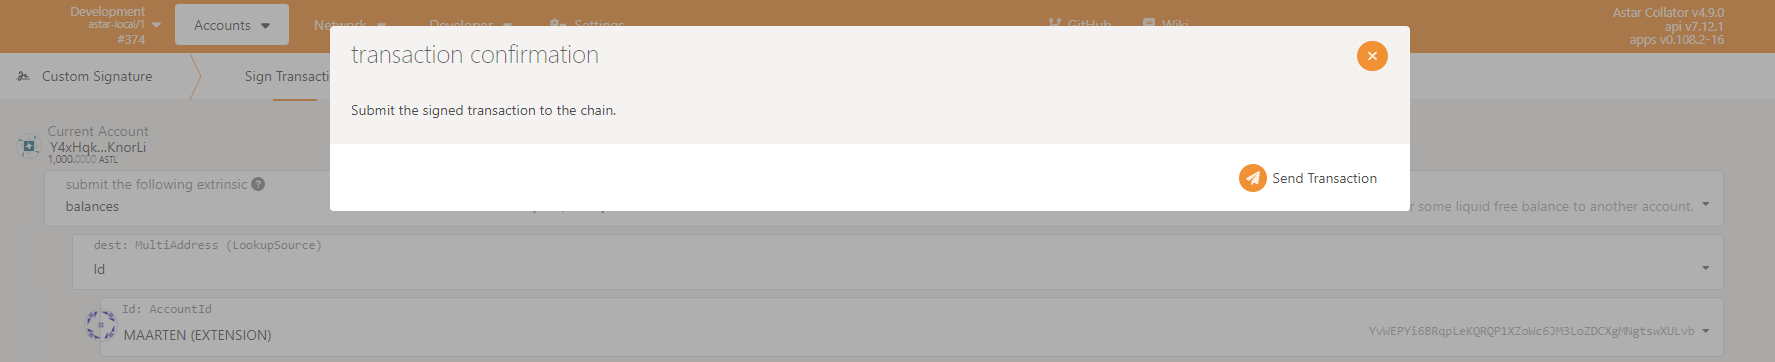 Development
astar-local/1
#374
Accounts
Network
Developer
Settings
GitHub
Wiki
Astar Collator v4.9.0
api v7.12.1
apps v0.108.2-16
Custom Signature
Sign Transacti
transaction confirmation
Submit the signed transaction to the chain.
Send Transaction
Current Account
Y4xHqk...KnorLi
1,000.0000 ASTL
submit the following extrinsic
balances
r some liquid free balance to another account.
dest: MultiAddress (LookupSource)
Id
Id: AccountId
MAARTEN (EXTENSION)
YvWEPYi6BRqpLeKQRQP1XZoWc6JM3LoZDCXgMNgtswXULvb